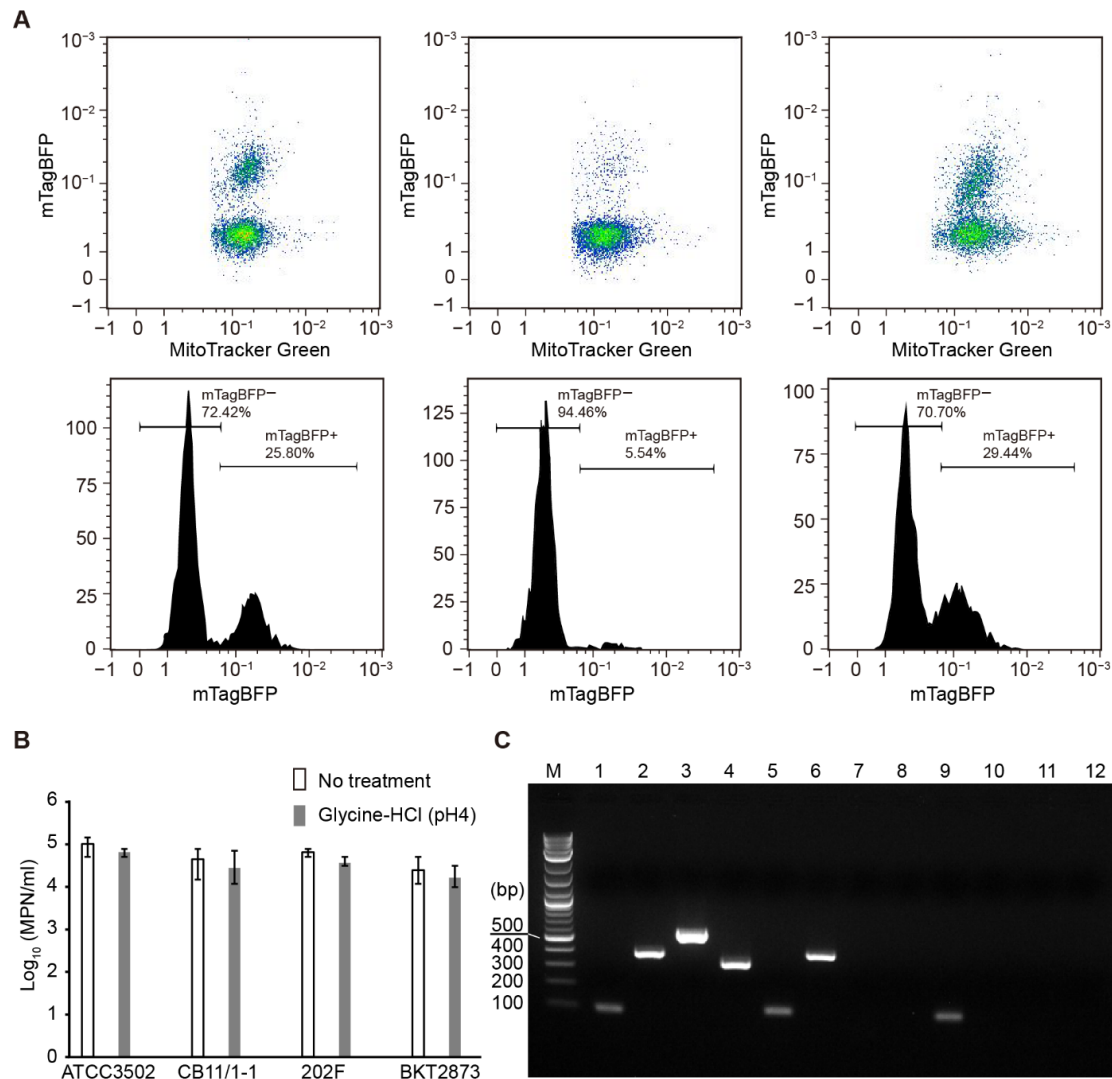 A
10⁻³ 10⁻² 10⁻¹ 1 0 −1
mTagBFP
−1 0 1 10⁻¹ 10⁻² 10⁻³
MitoTracker Green
10⁻³ 10⁻² 10⁻¹ 1 0 −1
mTagBFP
−1 0 1 10⁻¹ 10⁻² 10⁻³
MitoTracker Green
10⁻³ 10⁻² 10⁻¹ 1 0 −1
mTagBFP
−1 0 1 10⁻¹ 10⁻² 10⁻³
MitoTracker Green
mTagBFP−
72.42%
mTagBFP+
25.80%
100 75 50 25 0
−1 0 1 10⁻¹ 10⁻² 10⁻³
mTagBFP
mTagBFP−
94.46%
mTagBFP+
5.54%
125 100 75 50 25 0
−1 0 1 10⁻¹ 10⁻² 10⁻³
mTagBFP
mTagBFP−
70.70%
mTagBFP+
29.44%
100 75 50 25 0
−1 0 1 10⁻¹ 10⁻² 10⁻³
mTagBFP
B
No treatment
Glycine-HCl (pH4)
6 5 4 3 2 1 0
Log₁₀ (MPN/ml)
ATCC3502 CB11/1-1 202F BKT2873
C
M 1 2 3 4 5 6 7 8 9 10 11 12
(bp)
500
400
300
200
100